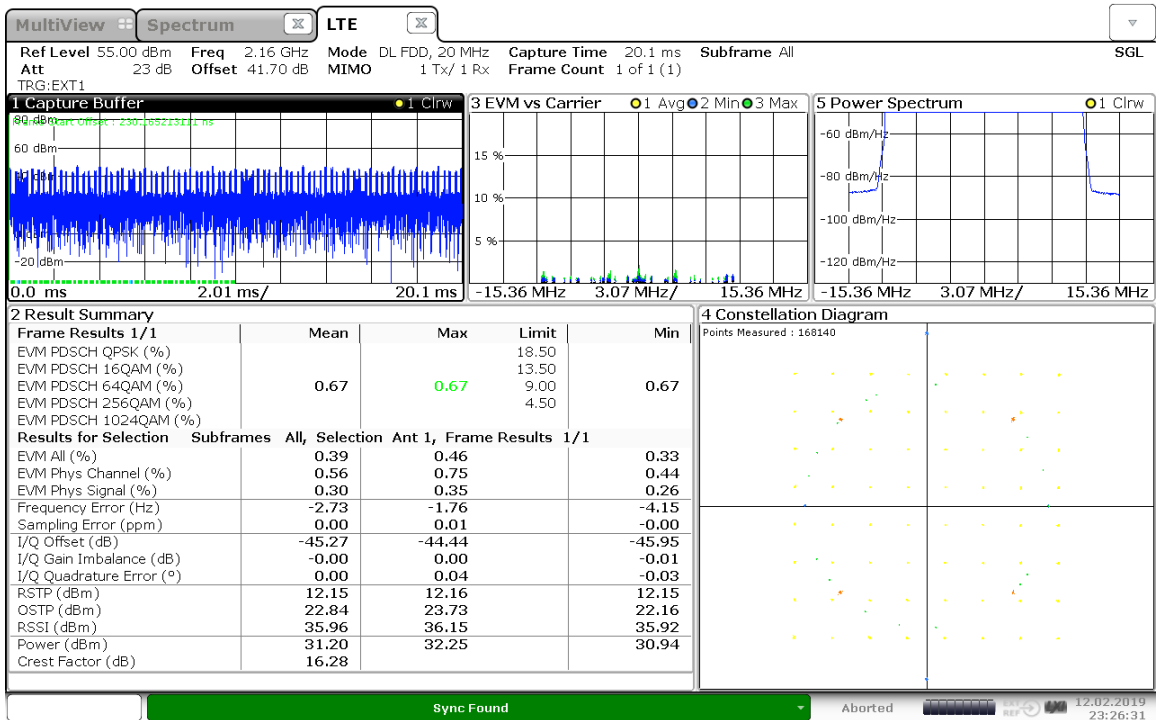 MultiView Spectrum LTE
Ref Level 55.00 dBm Freq 2.16 GHz Mode DL FDD, 20 MHz Capture Time 20.1 ms Subframe All SGL
Att 23 dB Offset 41.70 dB MIMO 1 Tx/ 1 Rx Frame Count 1 of 1 (1)
TRG:EXT1
1 Capture Buffer 1 Clrw
80 dBm
60 dBm
-20 dBm
0.0 ms 2.01 ms/ 20.1 ms
3 EVM vs Carrier 1 Avg 2 Min 3 Max
15 %
10 %
5 %
-15.36 MHz 3.07 MHz/ 15.36 MHz
5 Power Spectrum 1 Clrw
-60 dBm/Hz
-80 dBm/Hz
-100 dBm/Hz
-120 dBm/Hz
-15.36 MHz 3.07 MHz/ 15.36 MHz
2 Result Summary
Frame Results 1/1 Mean Max Limit Min
EVM PDSCH QPSK (%) 18.50
EVM PDSCH 16QAM (%) 13.50
EVM PDSCH 64QAM (%) 0.67 0.67 9.00 0.67
EVM PDSCH 256QAM (%) 4.50
EVM PDSCH 1024QAM (%)
Results for Selection Subframes All, Selection Ant 1, Frame Results 1/1
EVM All (%) 0.39 0.46 0.33
EVM Phys Channel (%) 0.56 0.75 0.44
EVM Phys Signal (%) 0.30 0.35 0.26
Frequency Error (Hz) -2.73 -1.76 -4.15
Sampling Error (ppm) 0.00 0.01 -0.00
I/Q Offset (dB) -45.27 -44.44 -45.95
I/Q Gain Imbalance (dB) -0.00 0.00 -0.01
I/Q Quadrature Error (º) 0.00 0.04 -0.03
RSTP (dBm) 12.15 12.16 12.15
OSTP (dBm) 22.84 23.73 22.16
RSSI (dBm) 35.96 36.15 35.92
Power (dBm) 31.20 32.25 30.94
Crest Factor (dB) 16.28
4 Constellation Diagram
Points Measured : 168140
Sync Found
Aborted
12.02.2019
23:26:31